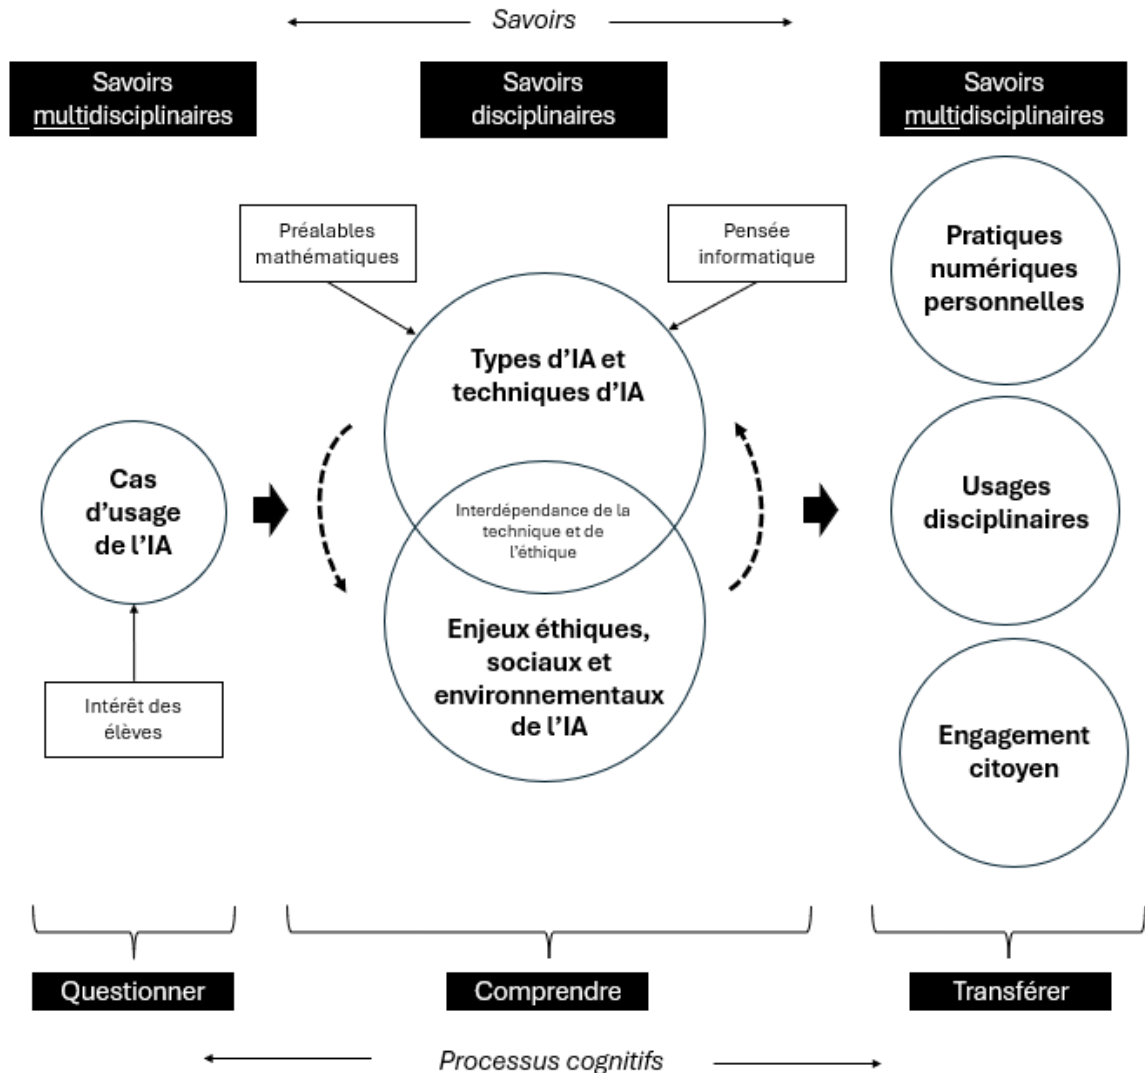 Savoirs
Savoirs
multidisciplinaires
Savoirs
disciplinaires
Savoirs
multidisciplinaires
Préalables
mathématiques
Pensée
informatique
Cas
d’usage
de l’IA
Intérêt des
élèves
Types d’IA et
techniques d’IA
Interdépendance de la
technique et de
l’éthique
Enjeux éthiques,
sociaux et
environnementaux
de l’IA
Pratiques
numériques
personnelles
Usages
disciplinaires
Engagement
citoyen
Questionner
Comprendre
Transférer
Processus cognitifs